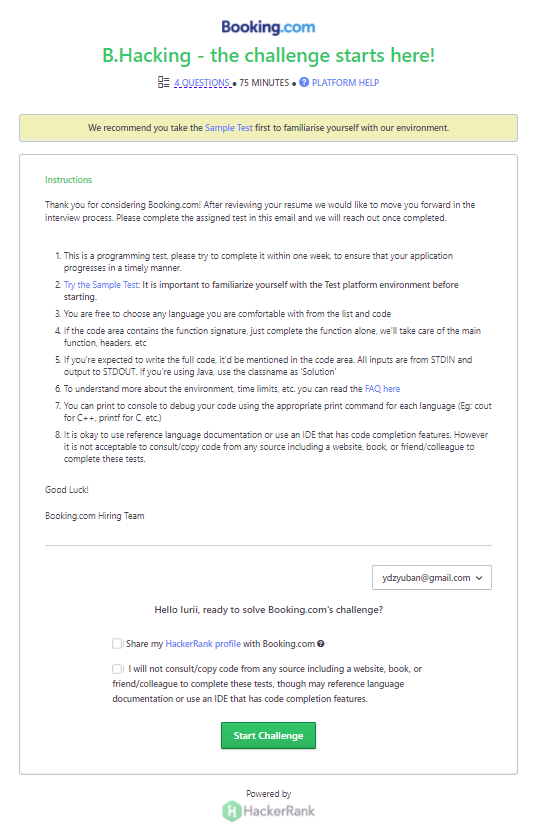 Booking.com
B.Hacking - the challenge starts here!
4 QUESTIONS • 75 MINUTES • ? PLATFORM HELP
We recommend you take the Sample Test first to familiarise yourself with our environment.
Instructions
Thank you for considering Booking.com! After reviewing your resume we would like to move you forward in the
interview process. Please complete the assigned test in this email and we will reach out once completed.
1. This is a programming test, please try to complete it within one week, to ensure that your application
progresses in a timely manner.
2. Try the Sample Test: It is important to familiarize yourself with the Test platform environment before
starting.
3. You are free to choose any language you are comfortable with from the list and code
4. If the code area contains the function signature, just complete the function alone, we'll take care of the main
function, headers, etc
5. If you're expected to write the full code, it'd be mentioned in the code area. All inputs are from STDIN and
output to STDOUT. If you're using Java, use the classname as 'Solution'
6. To understand more about the environment, time limits, etc. you can read the FAQ here
7. You can print to console to debug your code using the appropriate print command for each language (Eg: cout
for C++, printf for C, etc.)
8. It is okay to use reference language documentation or use an IDE that has code completion features. However
it is not acceptable to consult/copy code from any source including a website, book, or friend/colleague to
complete these tests.
Good Luck!
Booking.com Hiring Team
ydzyuban@gmail.com
Hello Iurii, ready to solve Booking.com's challenge?
Share my HackerRank profile with Booking.com ?
I will not consult/copy code from any source including a website, book, or
friend/colleague to complete these tests, though may reference language
documentation or use an IDE that has code completion features.
Start Challenge
Powered by
H HackerRank